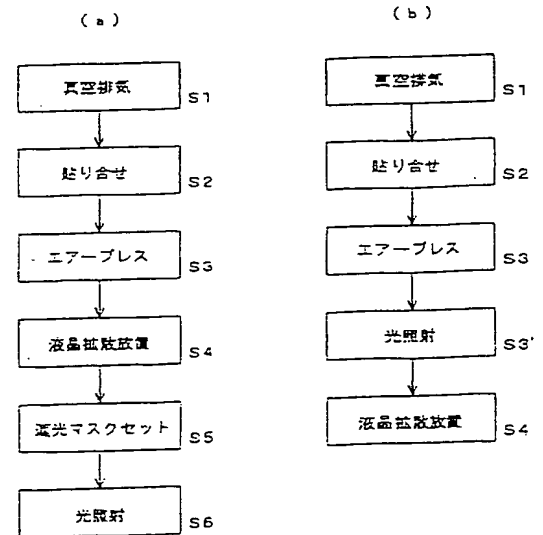 (a)
真空排気
S1
貼り合せ
S2
エアープレス
S3
液晶拡散放置
S4
遮光マスクセット
S5
光照射
S6
(b)
真空排気
S1
貼り合せ
S2
エアープレス
S3
光照射
S3'
液晶拡散放置
S4